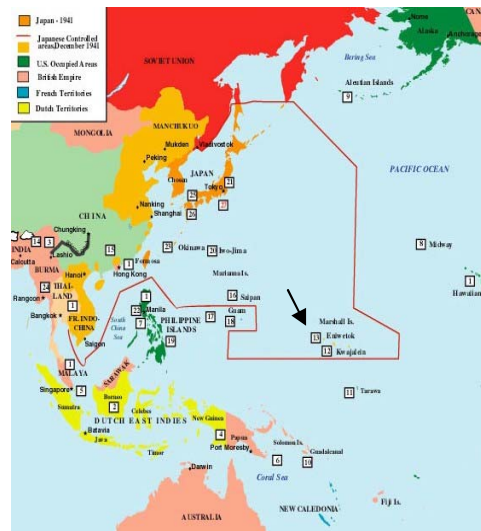 Japan - 1941
Japanese Controlled
areas, December 1941
U.S. Occupied Areas
British Empire
French Territories
Dutch Territories
Nome
ALASKA
Anchorage
CAN
SOVIET UNION
Bering Sea
Aleutian Islands
9
MONGOLIA
MANCHUKUO
Mukden
Vladivostok
Peking
Chosen
JAPAN
Tokyo
21
25
27
26
PACIFIC OCEAN
Nanking
Shanghai
CHINA
Chungking
14
3
INDIA
Calcutta
Lashio
15
29
Okinawa
20
Iwo-Jima
8
Midway
BURMA
Hanoi
1
Formosa
Hong Kong
Marianna Is.
1
Hawaiian
24
THAI-
LAND
Rangoon
1
Bangkok
FR. INDO-
CHINA
Saigon
South
China
Sea
1
22
Manila
7
PHILIPPINE
ISLANDS
19
16
Saipan
17
Guam
18
Marshall Is.
13
Eniwetok
12
Kwajalein
1
MALAYA
Singapore
5
SARAWAK
Sumatra
Borneo
2
Celebes
DUTCH EAST INDIES
Batavia
Java
Timor
New Guinea
4
Papua
Port Moresby
11
Tarawa
Solomon Is.
6
Guadalcanal
10
Darwin
Coral Sea
AUSTRALIA
NEW CALEDONIA
Fiji Is.